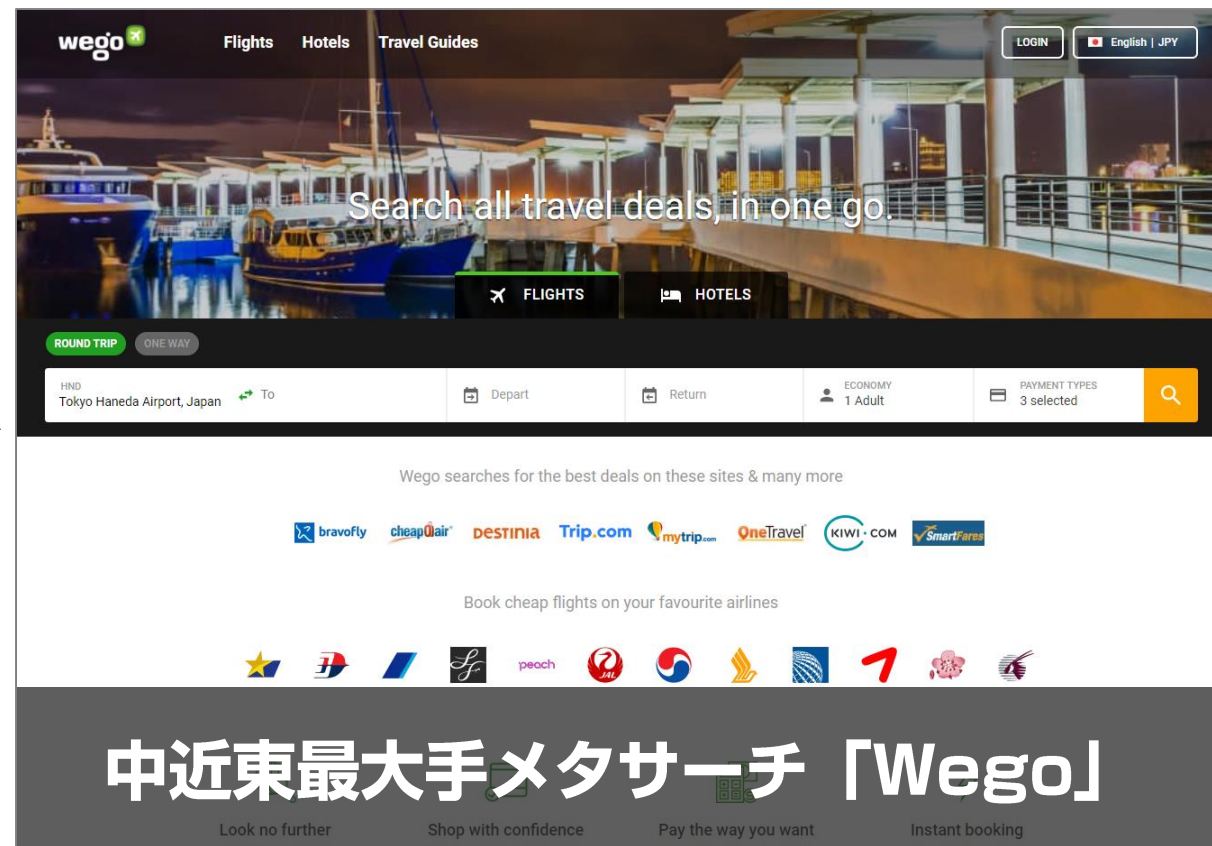 wego Flights Hotels Travel Guides LOGIN English | JPY
Search all travel deals, in one go.
FLIGHTS HOTELS
ROUND TRIP ONE WAY
HND
Tokyo Haneda Airport, Japan
To
Depart
Return
ECONOMY
1 Adult
PAYMENT TYPES
3 selected
Wego searches for the best deals on these sites & many more
bravofly cheapOair DESTINIA Trip.com mytrip.com OneTravel KIWI.COM SmartFares
Book cheap flights on your favourite airlines
peach JAL
中近東最大手メタサーチ「Wego」
Look no further Shop with confidence Pay the way you want Instant booking